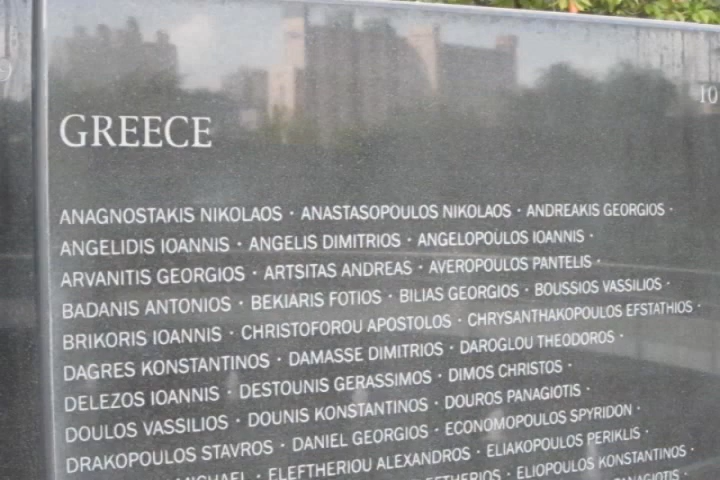 9
10
GREECE
ANAGNOSTAKIS NIKOLAOS · ANASTASOPOULOS NIKOLAOS · ANDREAKIS GEORGIOS ·
ANGELIDIS IOANNIS · ANGELIS DIMITRIOS · ANGELOPOULOS IOANNIS ·
ARVANITIS GEORGIOS · ARTSITAS ANDREAS · AVEROPOULOS PANTELIS ·
BADANIS ANTONIOS · BEKIARIS FOTIOS · BILIAS GEORGIOS · BOUSSIOS VASSILIOS ·
BRIKORIS IOANNIS · CHRISTOFOROU APOSTOLOS · CHRYSANTHAKOPOULOS EFSTATHIOS ·
DAGRES KONSTANTINOS · DAMASSE DIMITRIOS · DAROGLOU THEODOROS ·
DELEZOS IOANNIS · DESTOUNIS GERASSIMOS · DIMOS CHRISTOS ·
DOULOS VASSILIOS · DOUNIS KONSTANTINOS · DOUROS PANAGIOTIS ·
DRAKOPOULOS STAVROS · DANIEL GEORGIOS · ECONOMOPOULOS SPYRIDON ·
MICHAEL · ELEFTHERIOU ALEXANDROS · ELIAKOPOULOS PERIKLIS ·
ELIOPOULOS KONSTANTINOS ·